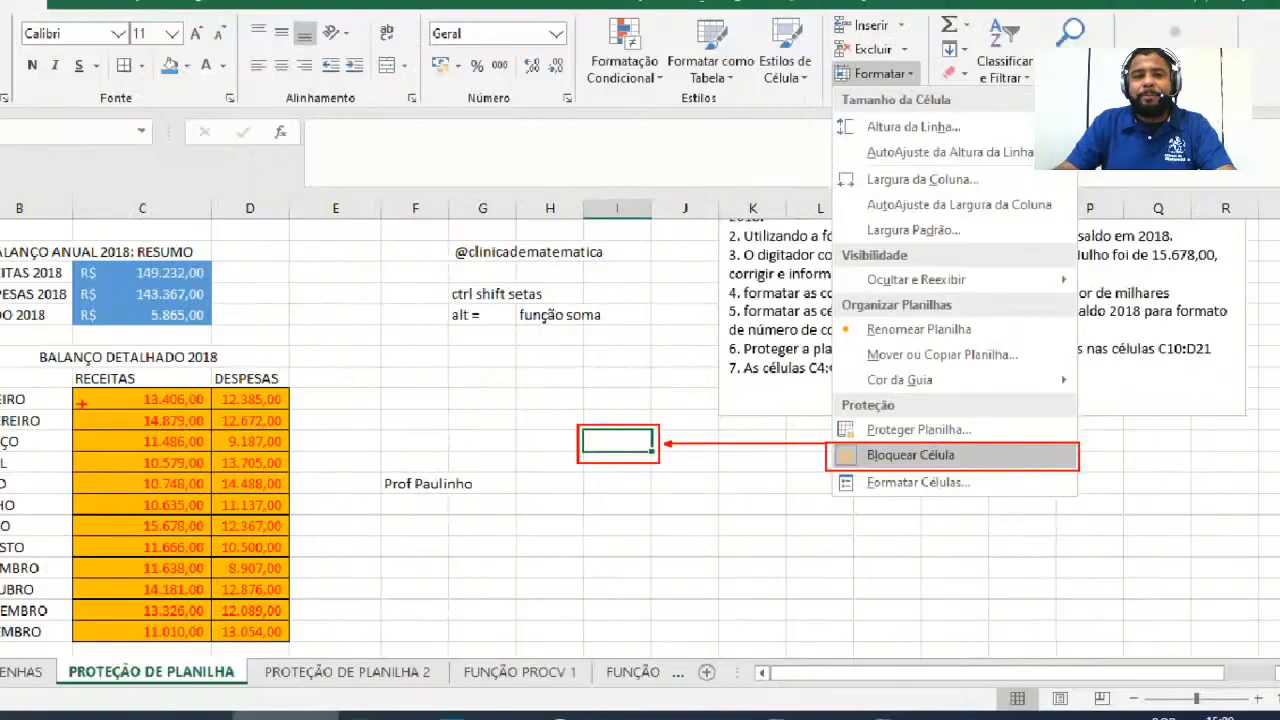 Calibri 11 Geral
Inserir
Excluir
Formatar
N I S
% 000
Formatação Condicional
Formatar como Tabela
Estilos de Célula
Classificar e Filtrar
Fonte Alinhamento Número Estilos
fx
Tamanho da Célula
Altura da Linha...
AutoAjuste da Altura da Linha
Largura da Coluna...
AutoAjuste da Largura da Coluna
Largura Padrão...
Visibilidade
Ocultar e Reexibir
Organizar Planilhas
Renomear Planilha
Mover ou Copiar Planilha...
Cor da Guia
Proteção
Proteger Planilha...
Bloquear Célula
Formatar Células...
B C D E F G H I J K L P Q R
ALANÇO ANUAL 2018: RESUMO
EITAS 2018 R$ 149.232,00
PESAS 2018 R$ 143.367,00
DO 2018 R$ 5.865,00
@clinicadematematica
ctrl shift setas
alt = função soma
Prof Paulinho
BALANÇO DETALHADO 2018
RECEITAS DESPESAS
EIRO 13.406,00 12.385,00
EREIRO 14.879,00 12.672,00
ÇO 11.486,00 9.187,00
L 10.579,00 13.705,00
O 10.748,00 14.488,00
HO 10.635,00 11.137,00
O 15.678,00 12.367,00
STO 11.666,00 10.500,00
MBRO 11.638,00 8.907,00
UBRO 14.181,00 12.876,00
EMBRO 13.326,00 12.089,00
EMBRO 11.010,00 13.054,00
2018.
2. Utilizando a fó saldo em 2018.
3. O digitador co Julho foi de 15.678,00,
corrigir e inform
4. formatar as co or de milhares
5. formatar as cé aldo 2018 para formato
de número de co
6. Proteger a pla s nas células C10:D21
7. As células C4:
ENHAS PROTEÇÃO DE PLANILHA PROTEÇÃO DE PLANILHA 2 FUNÇÃO PROCV 1 FUNÇÃO ...